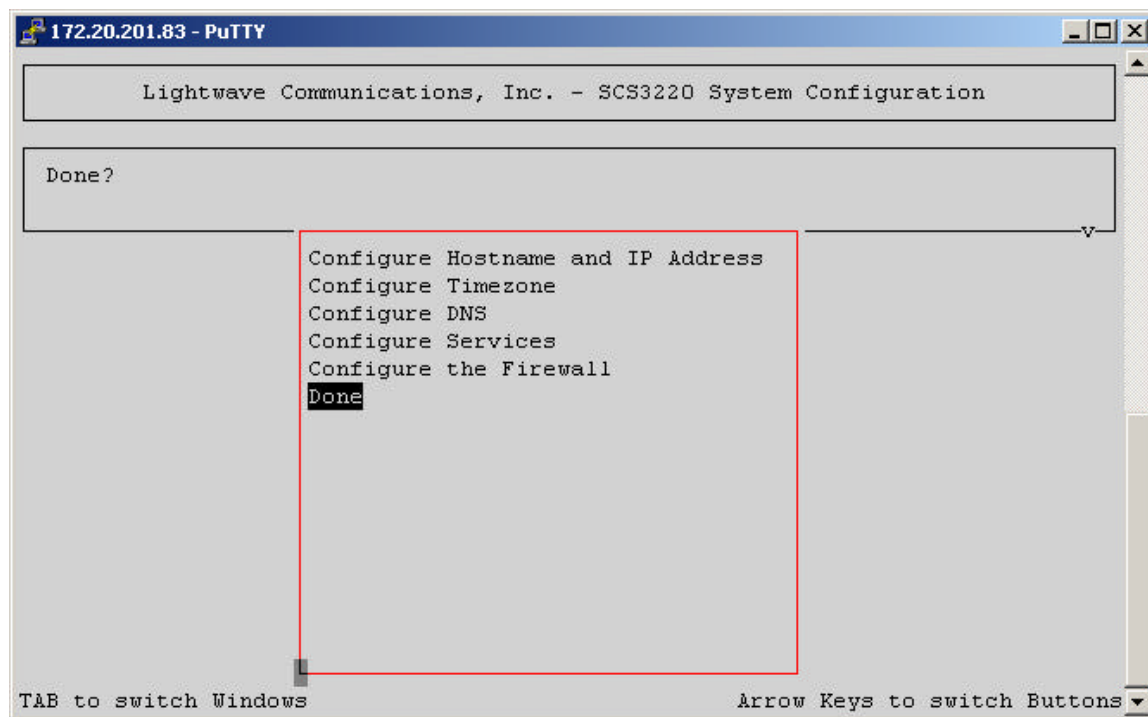 172.20.201.83 - PuTTY
Lightwave Communications, Inc. - SCS3220 System Configuration
Done?
v
Configure Hostname and IP Address
Configure Timezone
Configure DNS
Configure Services
Configure the Firewall
Done
TAB to switch Windows
Arrow Keys to switch Buttons